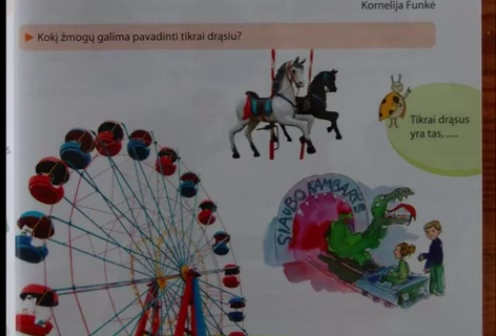 Kornelija Funkė
Kokį žmogų galima pavadinti tikrai drąsiu?
Tikrai drąsus
yra tas, .....
SIAUBO KAMBARYS